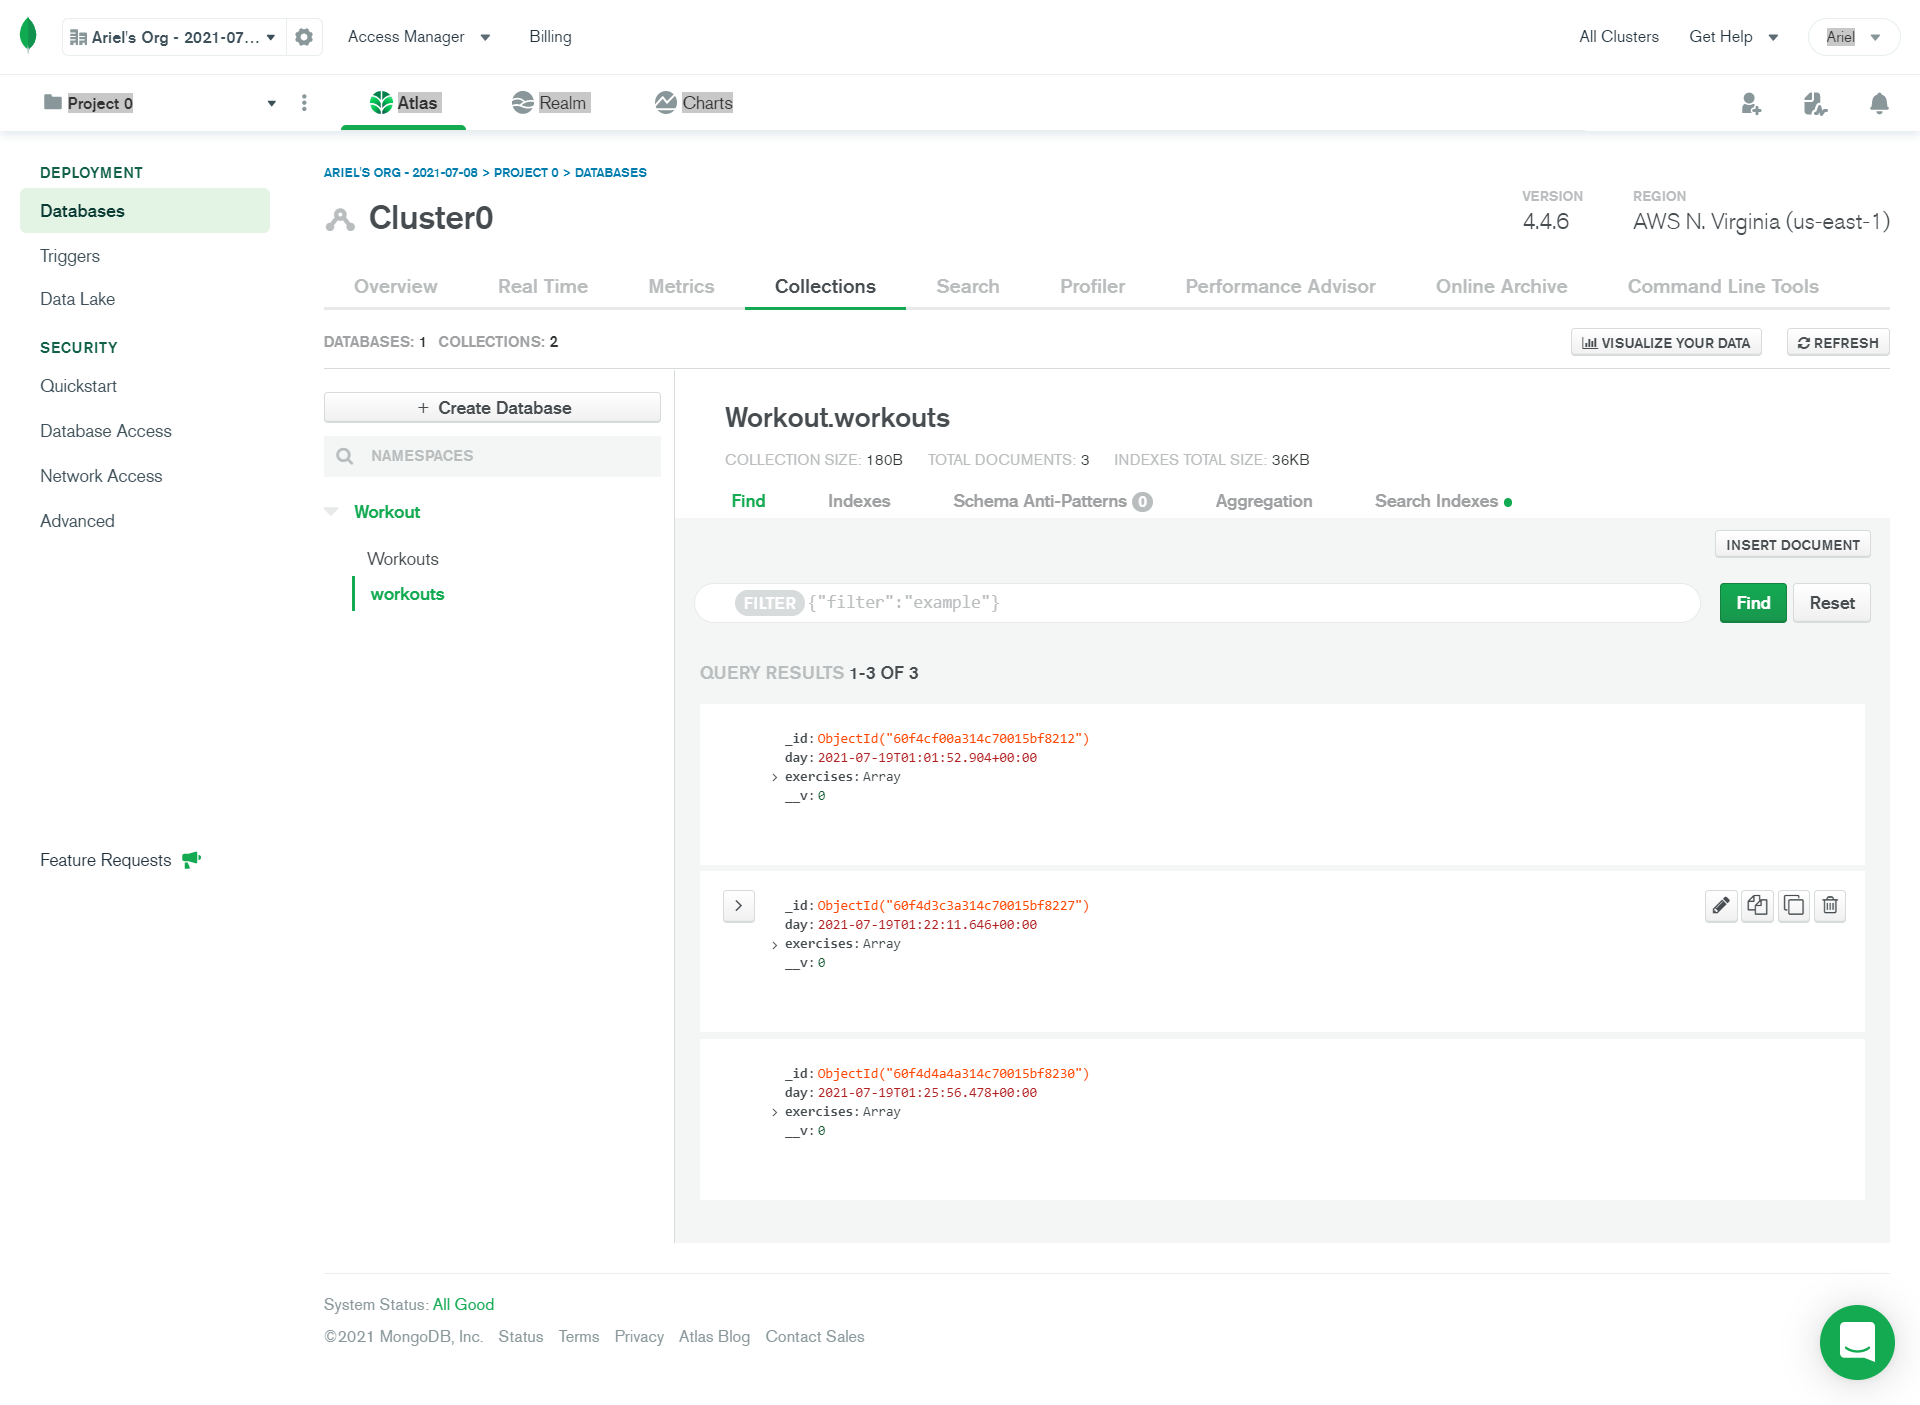 Ariel's Org - 2021-07... Access Manager Billing All Clusters Get Help Ariel
Project 0 Atlas Realm Charts
DEPLOYMENT
Databases
Triggers
Data Lake
SECURITY
Quickstart
Database Access
Network Access
Advanced
Feature Requests
ARIEL'S ORG - 2021-07-08 > PROJECT 0 > DATABASES
Cluster0
VERSION
4.4.6
REGION
AWS N. Virginia (us-east-1)
Overview Real Time Metrics Collections Search Profiler Performance Advisor Online Archive Command Line Tools
DATABASES: 1 COLLECTIONS: 2
VISUALIZE YOUR DATA REFRESH
+ Create Database
NAMESPACES
Workout
Workouts
workouts
Workout.workouts
COLLECTION SIZE: 180B TOTAL DOCUMENTS: 3 INDEXES TOTAL SIZE: 36KB
Find Indexes Schema Anti-Patterns 0 Aggregation Search Indexes
INSERT DOCUMENT
FILTER {"filter":"example"} Find Reset
QUERY RESULTS 1-3 OF 3
_id: ObjectId("60f4cf00a314c70015bf8212")
day: 2021-07-19T01:01:52.904+00:00
> exercises: Array
__v: 0
_id: ObjectId("60f4d3c3a314c70015bf8227")
day: 2021-07-19T01:22:11.646+00:00
> exercises: Array
__v: 0
_id: ObjectId("60f4d4a4a314c70015bf8230")
day: 2021-07-19T01:25:56.478+00:00
> exercises: Array
__v: 0
System Status: All Good
©2021 MongoDB, Inc. Status Terms Privacy Atlas Blog Contact Sales